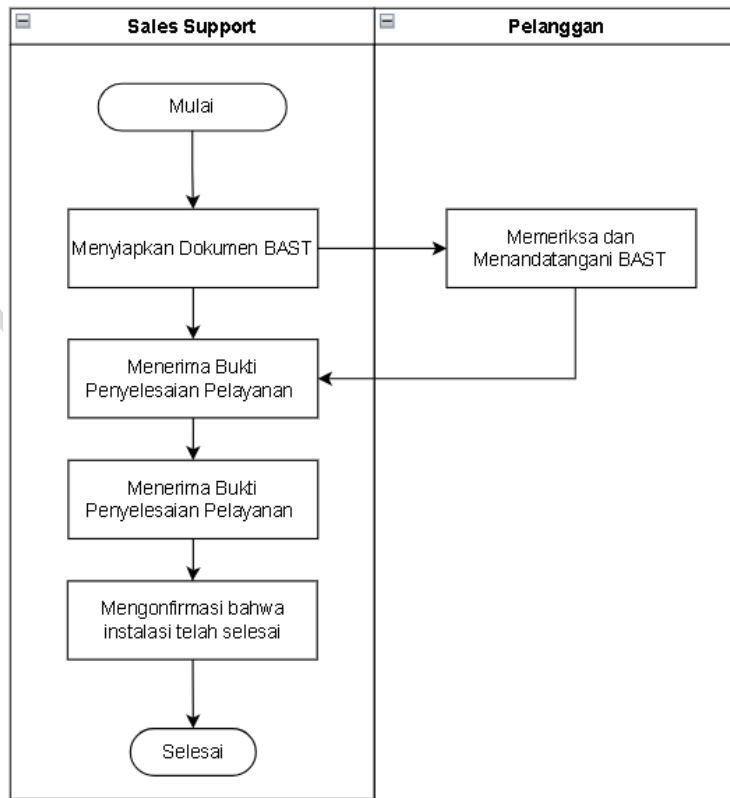 Sales Support
Pelanggan
Mulai
Menyiapkan Dokumen BAST
Memeriksa dan
Menandatangani BAST
Menerima Bukti
Penyelesaian Pelayanan
Menerima Bukti
Penyelesaian Pelayanan
Mengonfirmasi bahwa
instalasi telah selesai
Selesai